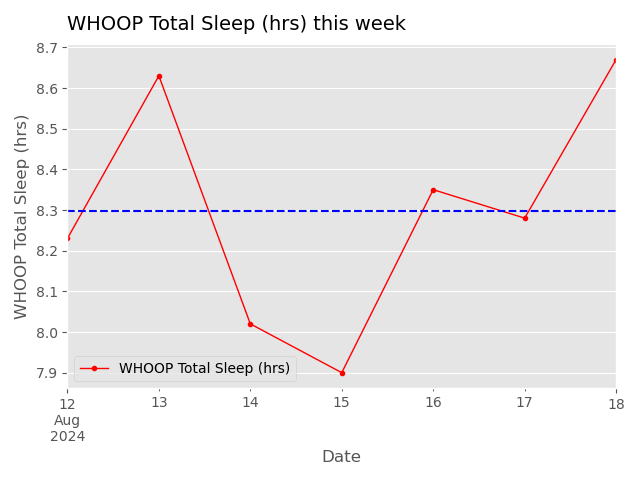 WHOOP Total Sleep (hrs) this week
8.7
8.6
8.5
8.4
8.3
8.2
8.1
8.0
7.9
WHOOP Total Sleep (hrs)
WHOOP Total Sleep (hrs)
12 13 14 15 16 17 18
Aug
2024
Date